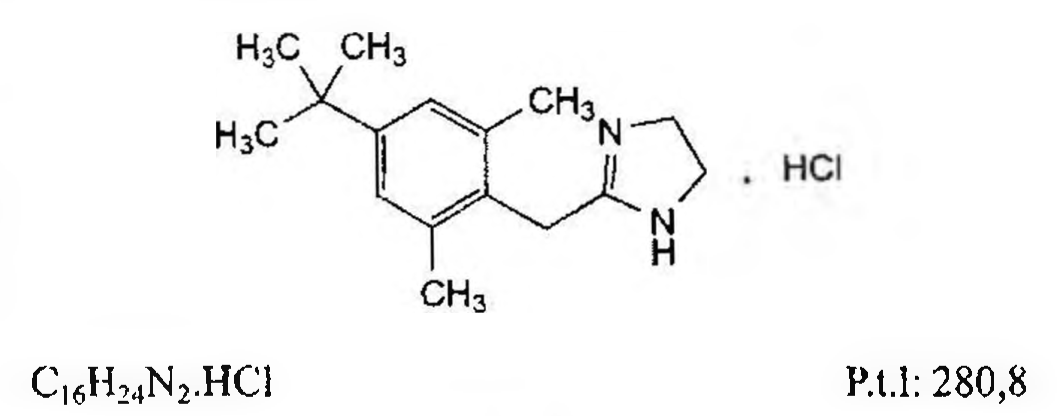 H₃C CH₃
H₃C
CH₃
N
. HCl
N
H
CH₃
C₁₆H₂₄N₂.HCl P.t.l: 280,8